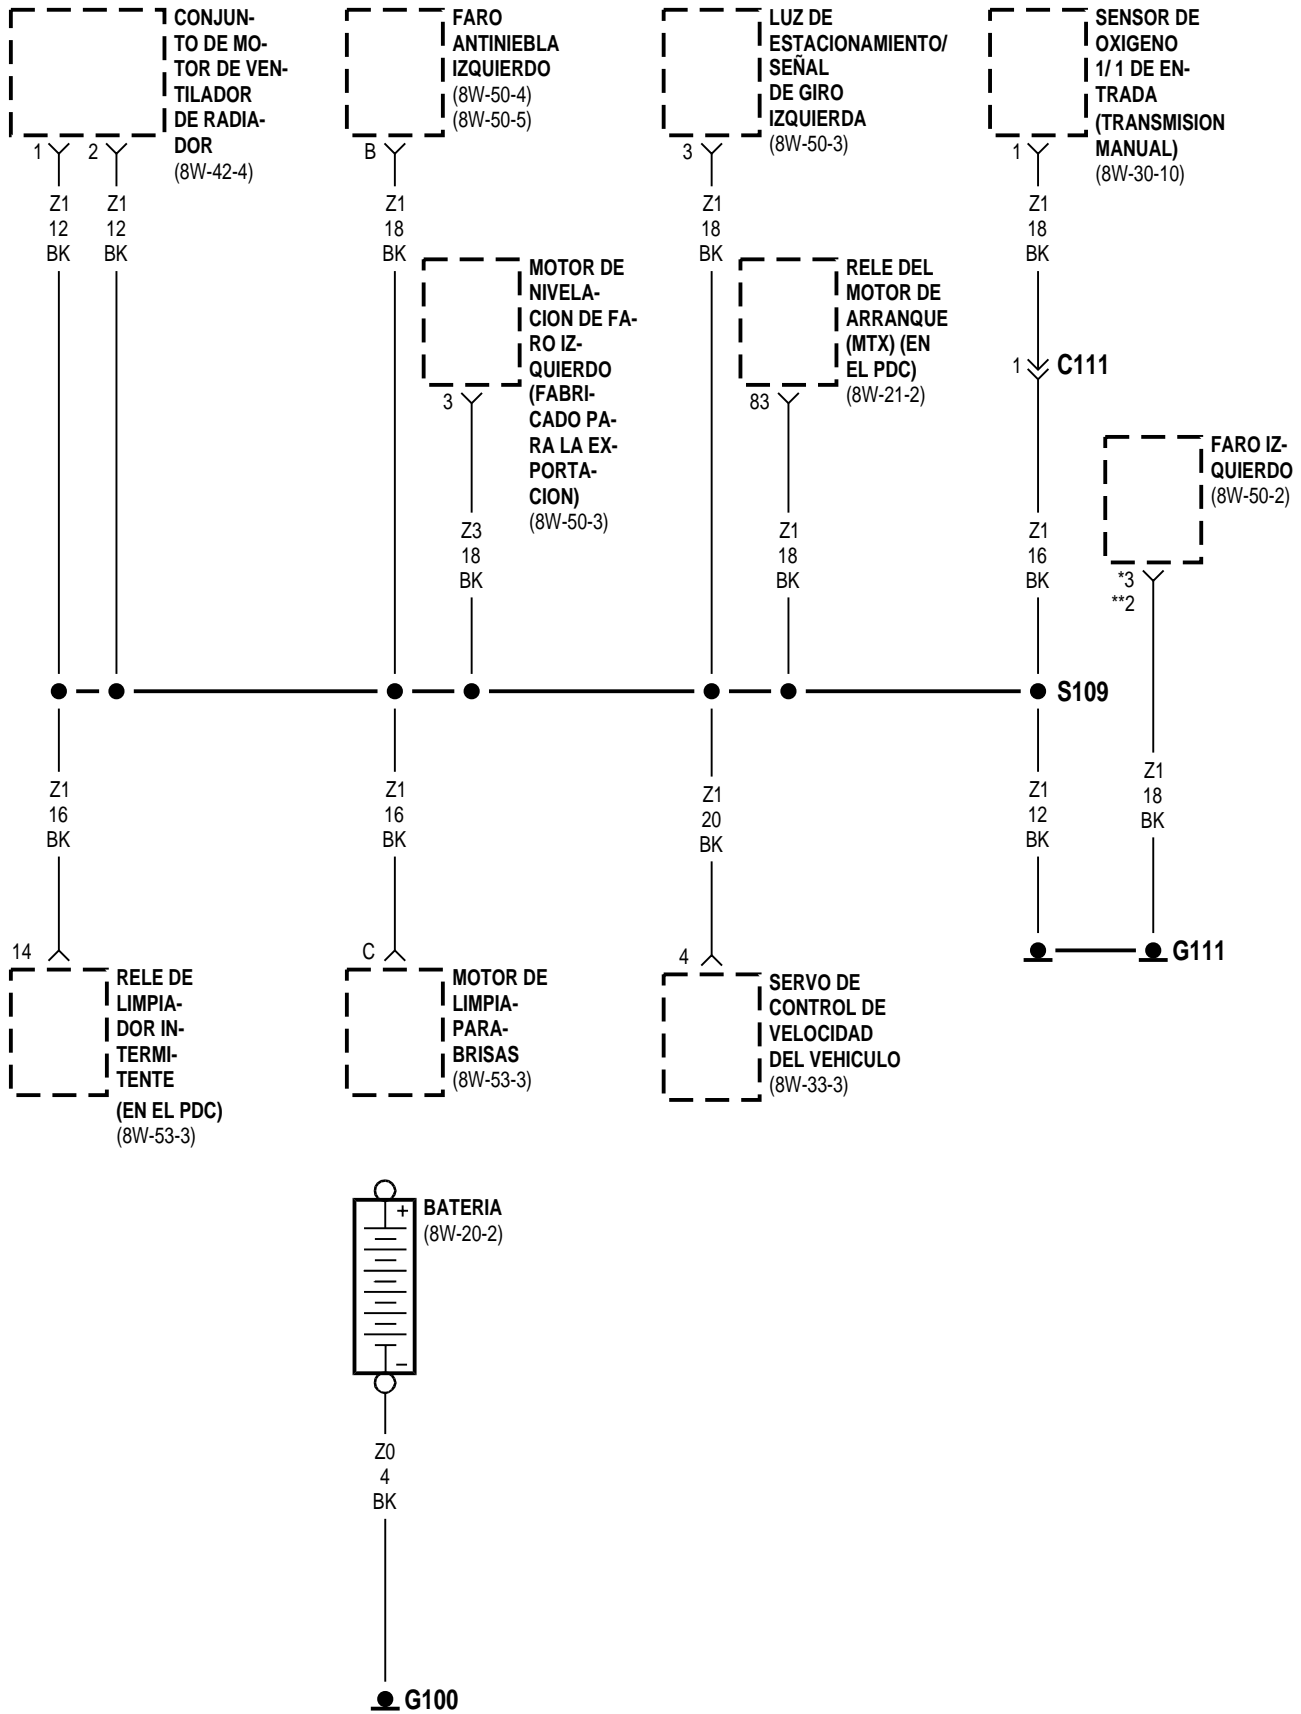 CONJUN-
TO DE MO-
TOR DE VEN-
TILADOR
DE RADIA-
DOR
(8W-42-4)
1
2
Z1
12
BK
Z1
12
BK
FARO
ANTINIEBLA
IZQUIERDO
(8W-50-4)
(8W-50-5)
B
Z1
18
BK
LUZ DE
ESTACIONAMIENTO/
SEÑAL
DE GIRO
IZQUIERDA
(8W-50-3)
3
Z1
18
BK
SENSOR DE
OXIGENO
1/ 1 DE EN-
TRADA
(TRANSMISION
MANUAL)
(8W-30-10)
1
Z1
18
BK
MOTOR DE
NIVELA-
CION DE FA-
RO IZ-
QUIERDO
(FABRI-
CADO PA-
RA LA EX-
PORTA-
CION)
(8W-50-3)
3
Z3
18
BK
RELE DEL
MOTOR DE
ARRANQUE
(MTX) (EN
EL PDC)
(8W-21-2)
83
Z1
18
BK
1
C111
Z1
16
BK
FARO IZ-
QUIERDO
(8W-50-2)
*3
**2
S109
Z1
16
BK
Z1
16
BK
Z1
20
BK
Z1
12
BK
Z1
18
BK
G111
14
RELE DE
LIMPIA-
DOR IN-
TERMI-
TENTE
(EN EL PDC)
(8W-53-3)
C
MOTOR DE
LIMPIA-
PARA-
BRISAS
(8W-53-3)
4
SERVO DE
CONTROL DE
VELOCIDAD
DEL VEHICULO
(8W-33-3)
+
BATERIA
(8W-20-2)
–
Z0
4
BK
G100